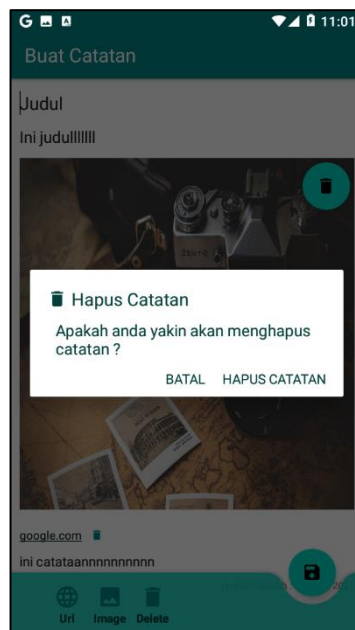 G 11:01
Buat Catatan
Judul
Ini judulllllll
Zenit-E
Hapus Catatan
Apakah anda yakin akan menghapus
catatan ?
BATAL HAPUS CATATAN
google.com
ini catataannnnnnnnnn
Url Image Delete